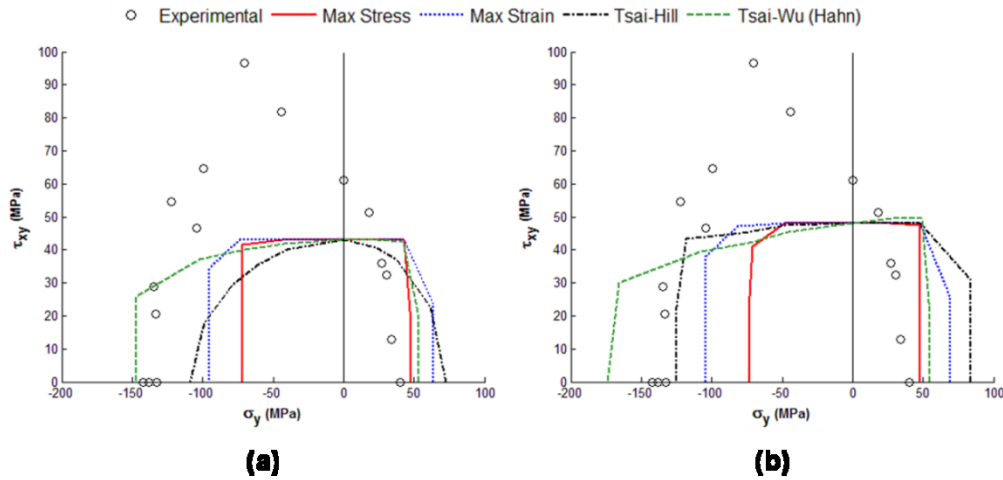 Experimental Max Stress Max Strain Tsai-Hill Tsai-Wu (Hahn)
100
90
80
70
60
50
40
30
20
10
0
τxy (MPa)
-200 -150 -100 -50 0 50 100
σy (MPa)
(a)
100
90
80
70
60
50
40
30
20
10
0
τxy (MPa)
-200 -150 -100 -50 0 50 100
σy (MPa)
(b)